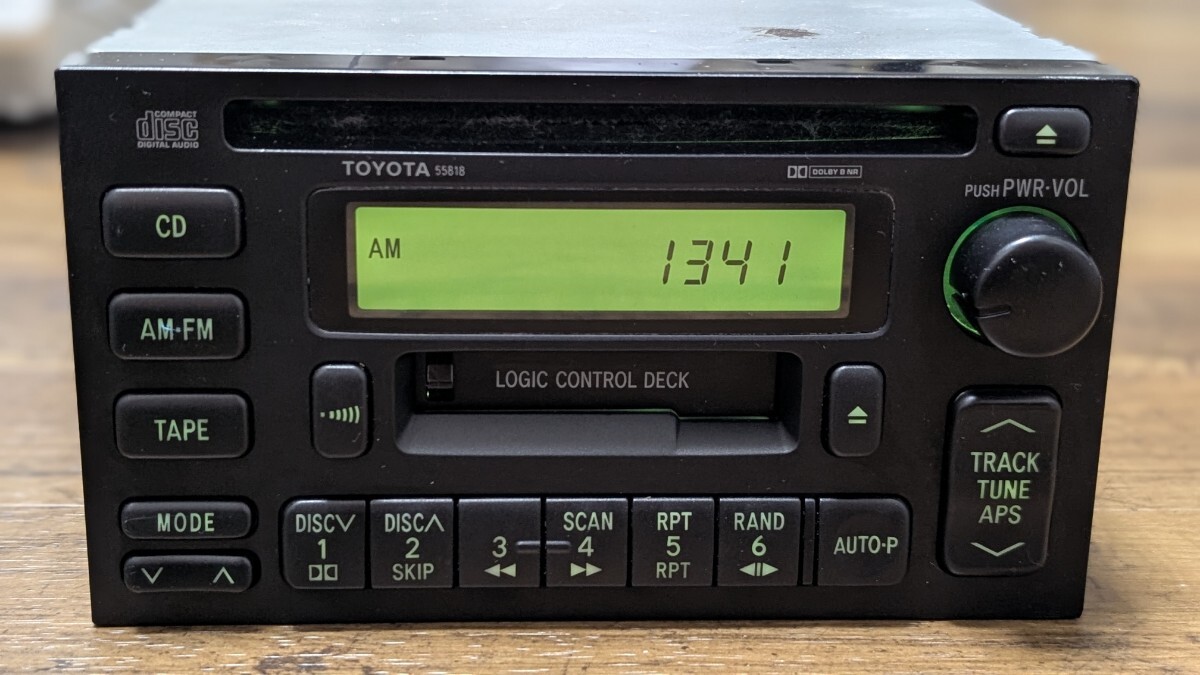 COMPACT
disc
DIGITAL AUDIO
TOYOTA 55818
DOLBY B NR
PUSH PWR·VOL
CD
AM 1341
AM·FM
LOGIC CONTROL DECK
TAPE
TRACK
TUNE
APS
MODE
DISC∨
1
DISC∧
2
SKIP
3
SCAN
4
RPT
5
RPT
RAND
6
AUTO·P